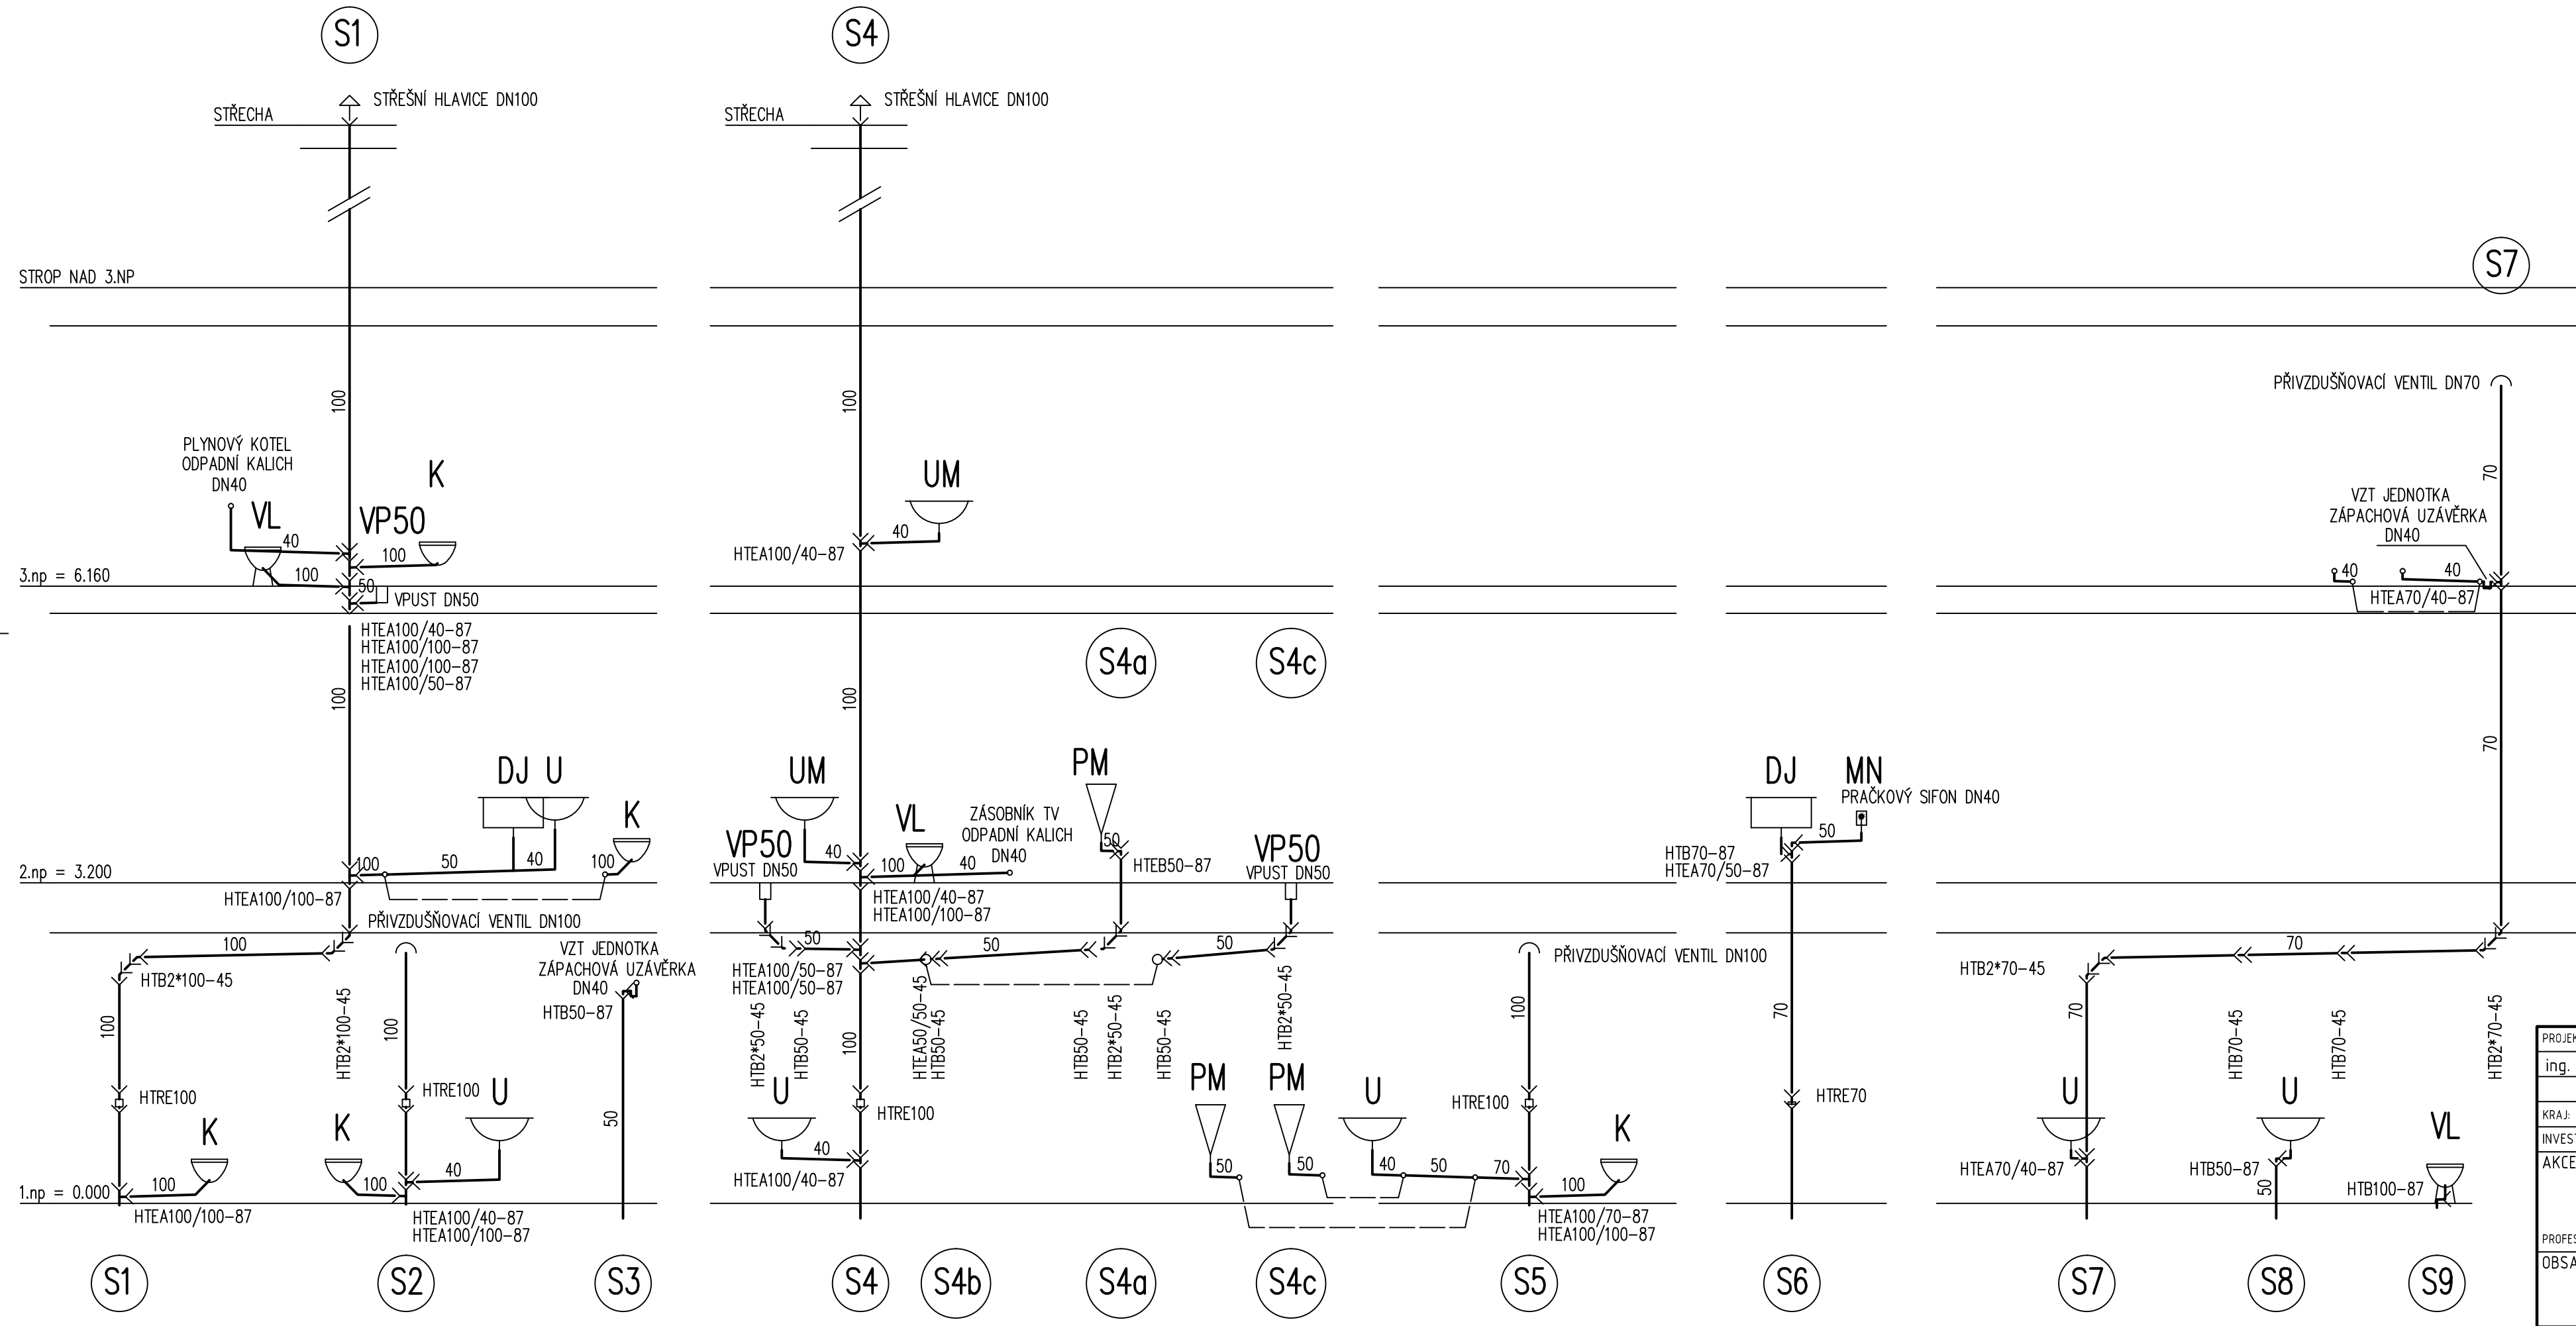 S1
S4
STŘEŠNÍ HLAVICE DN100
STŘECHA
STŘEŠNÍ HLAVICE DN100
STŘECHA
S7
STROP NAD 3.NP
PŘIVZDUŠŇOVACÍ VENTIL DN70
100
100
PLYNOVÝ KOTEL
ODPADNÍ KALICH
DN40
K
UM
70
VZT JEDNOTKA
ZÁPACHOVÁ UZÁVĚRKA
DN40
VL
VP50
40
100
40
HTEA100/40-87
3.np = 6.160
100
50
VPUST DN50
40
40
HTEA70/40-87
HTEA100/40-87
HTEA100/100-87
HTEA100/100-87
HTEA100/50-87
S4a
S4c
100
100
70
DJ
U
UM
PM
DJ
MN
PRAČKOVÝ SIFON DN40
K
VL
ZÁSOBNÍK TV
ODPADNÍ KALICH
DN40
VP50
VPUST DN50
VP50
VPUST DN50
50
40
50
HTEB50-87
HTB70-87
HTEA70/50-87
2.np = 3.200
100
50
40
100
100
40
HTEA100/100-87
HTEA100/40-87
HTEA100/100-87
PŘIVZDUŠŇOVACÍ VENTIL DN100
100
VZT JEDNOTKA
ZÁPACHOVÁ UZÁVĚRKA
DN40
50
50
50
PŘIVZDUŠŇOVACÍ VENTIL DN100
70
HTB2*100-45
HTB50-87
HTEA100/50-87
HTEA100/50-87
HTB2*70-45
100
HTB2*100-45
100
HTB2*50-45
HTB50-45
100
HTEA50/50-45
HTB50-45
HTB50-45
HTB2*50-45
HTB50-45
HTB2*50-45
100
70
70
HTB70-45
HTB70-45
HTB2*70-45
PROJEK
ing.
KRAJ:
INVEST
AKCE
PROFES
OBSA
HTRE100
HTRE100
U
U
HTRE100
PM
PM
U
HTRE100
HTRE70
U
U
K
K
50
K
VL
40
40
50
50
40
50
70
HTEA70/40-87
HTB50-87
50
HTB100-87
1.np = 0.000
100
100
HTEA100/40-87
100
HTEA100/100-87
HTEA100/40-87
HTEA100/100-87
HTEA100/70-87
HTEA100/100-87
S1
S2
S3
S4
S4b
S4a
S4c
S5
S6
S7
S8
S9